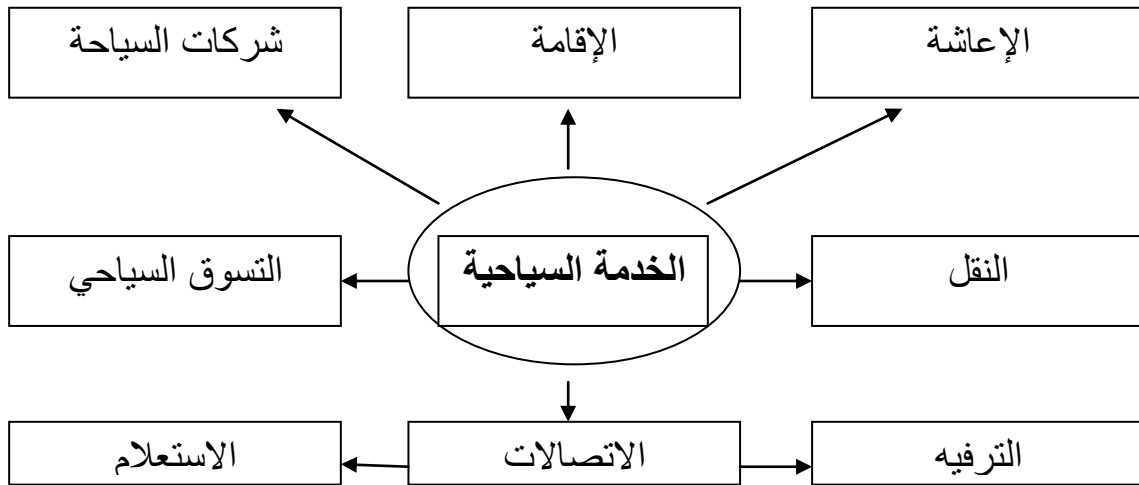 الإعاشة
الإقامة
شركات السياحة
النقل
الخدمة السياحية
التسوق السياحي
الترفيه
الاتصالات
الاستعلام